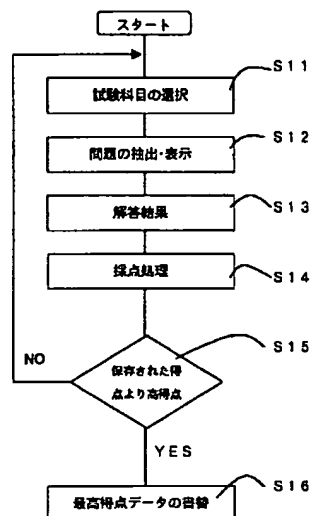 スタート
S11
試験科目の選択
S12
問題の抽出・表示
S13
解答結果
S14
採点処理
S15
保存された得
点より高得点
NO
YES
S16
最高得点データの書替